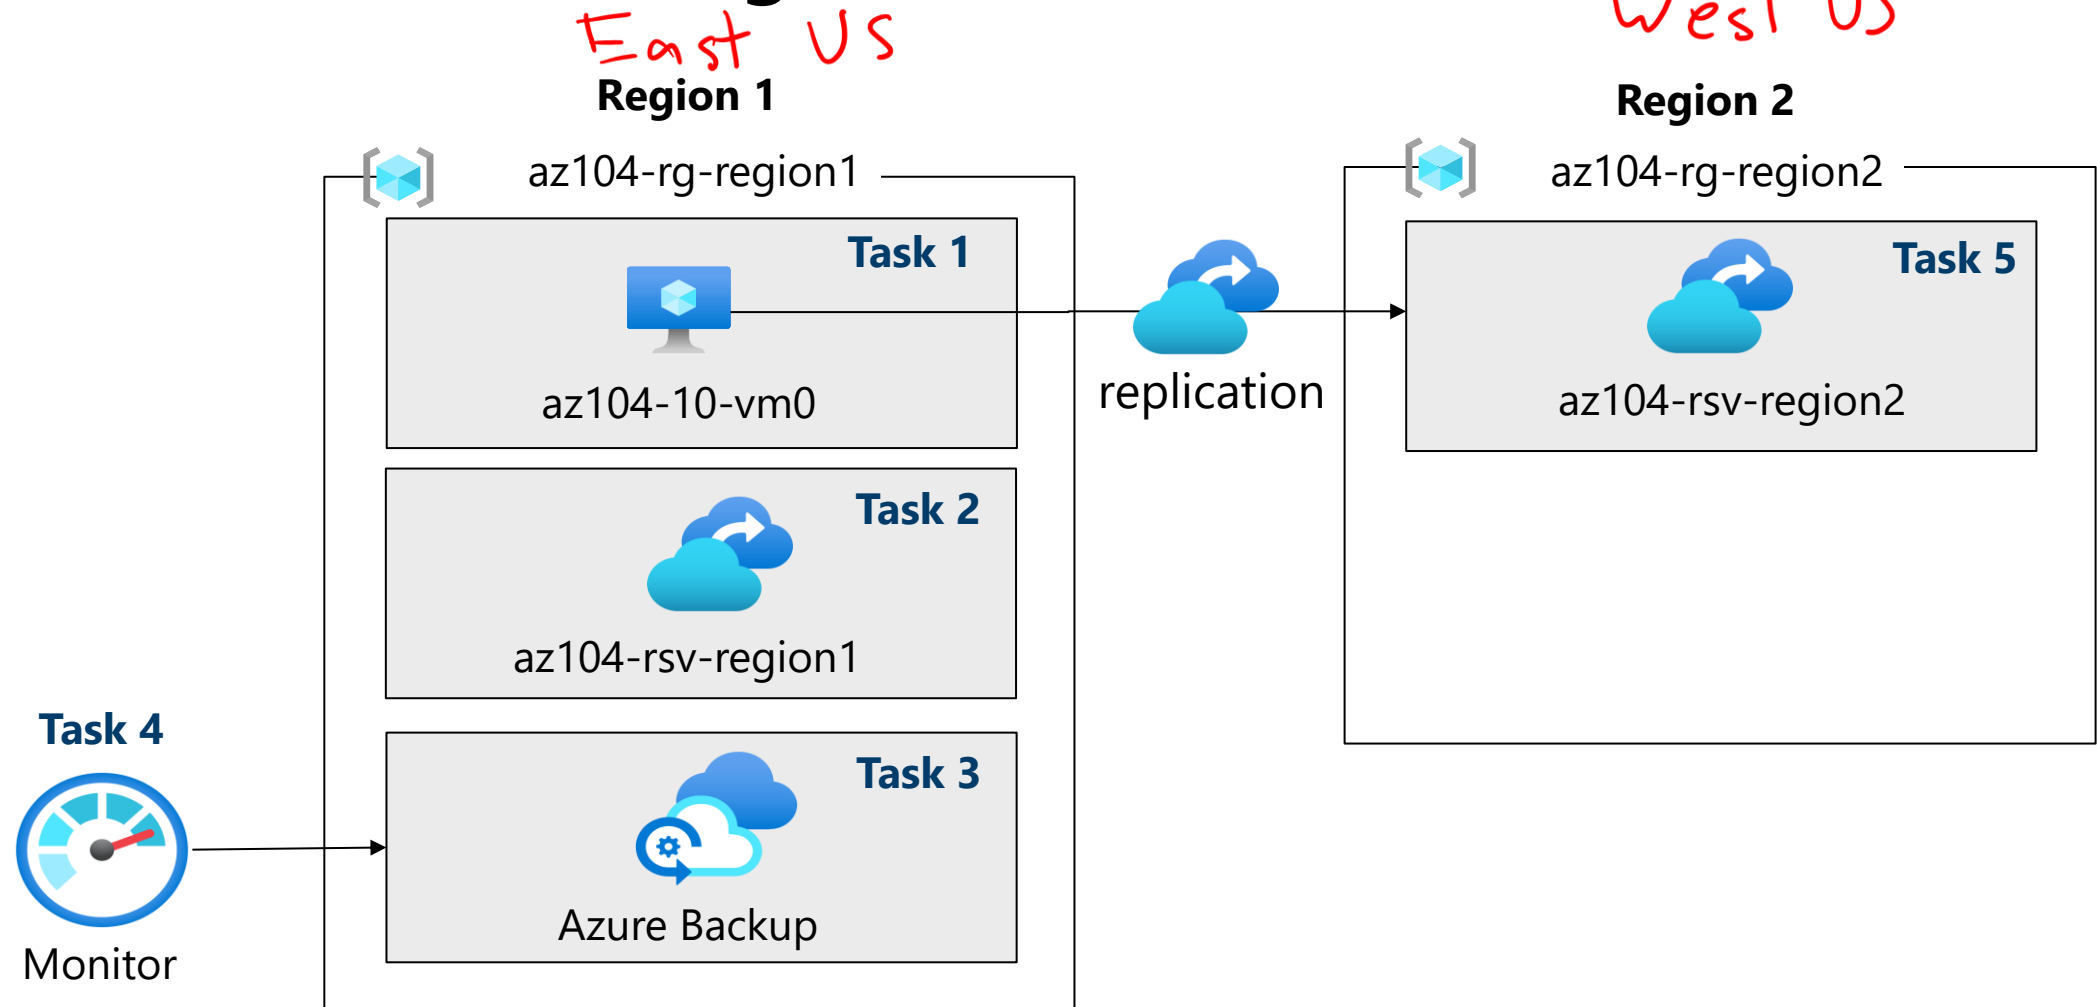 East US
West US
Region 1
Region 2
az104-rg-region1
az104-rg-region2
Task 1
az104-10-vm0
replication
Task 5
az104-rsv-region2
Task 2
az104-rsv-region1
Task 4
Monitor
Task 3
Azure Backup